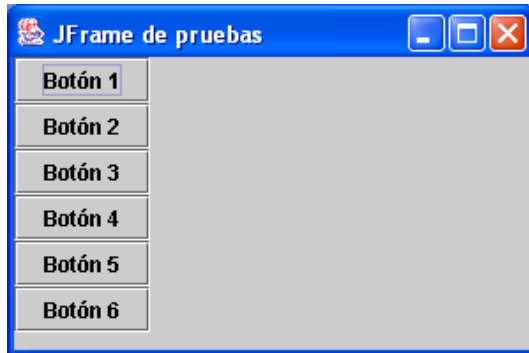 JFrame de pruebas
Botón 1
Botón 2
Botón 3
Botón 4
Botón 5
Botón 6